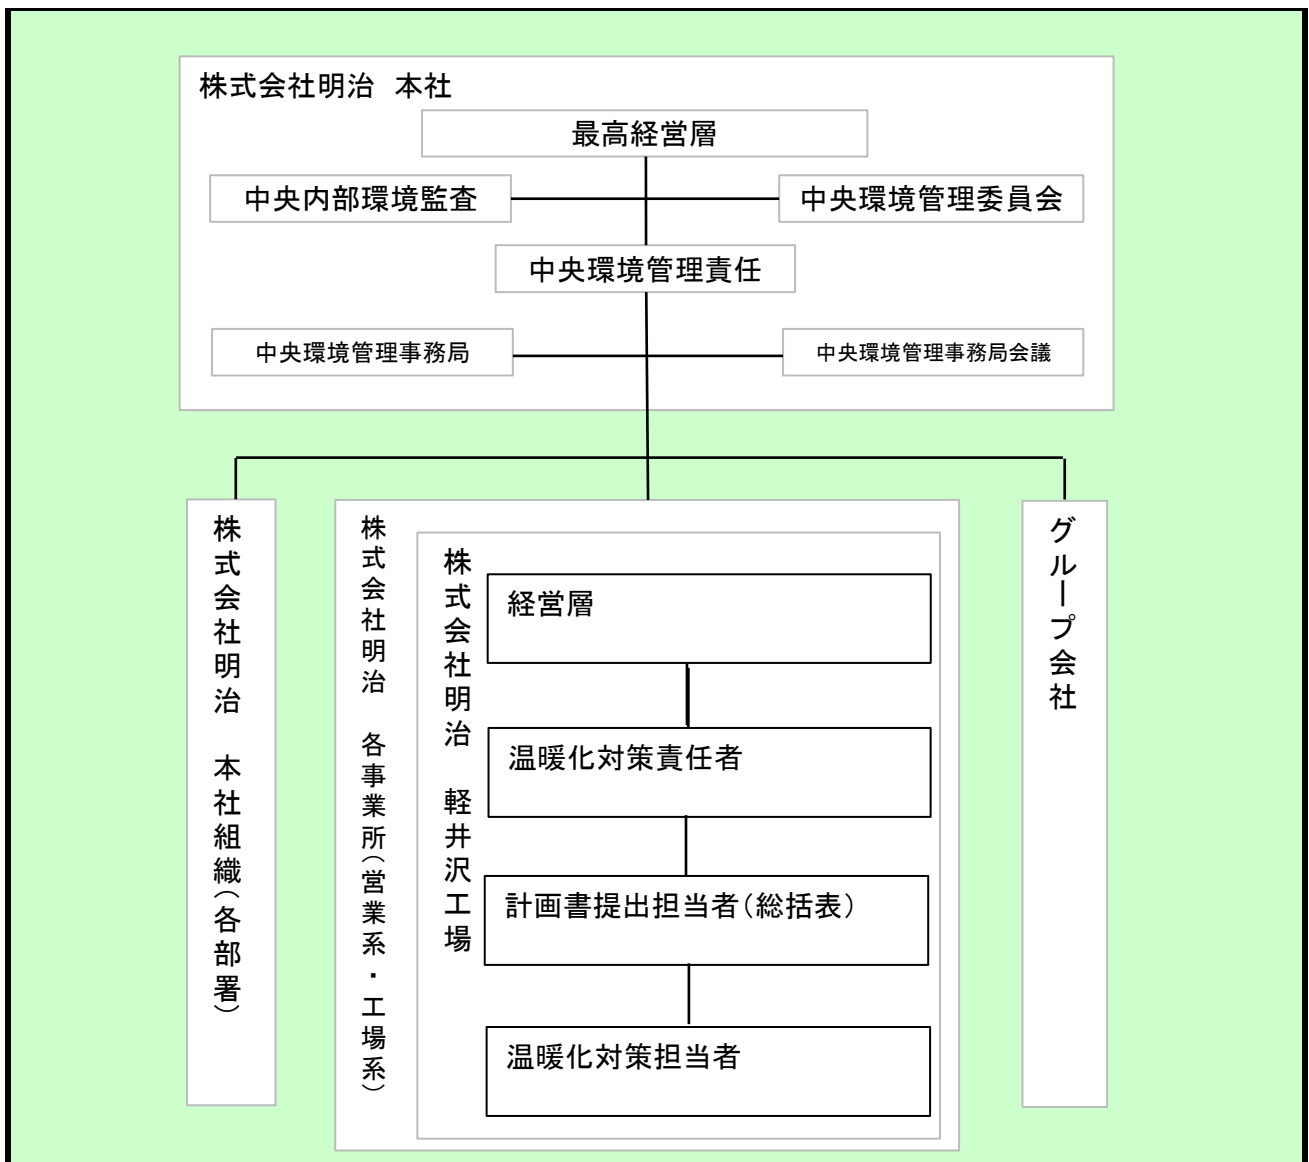 株式会社明治　本社
最高経営層
中央内部環境監査
中央環境管理委員会
中央環境管理責任
中央環境管理事務局
中央環境管理事務局会議
株式会社明治　本社組織（各部署）
株式会社明治　各事業所（営業系・工場系）
株式会社明治　軽井沢工場
経営層
温暖化対策責任者
計画書提出担当者（総括表）
温暖化対策担当者
グループ会社